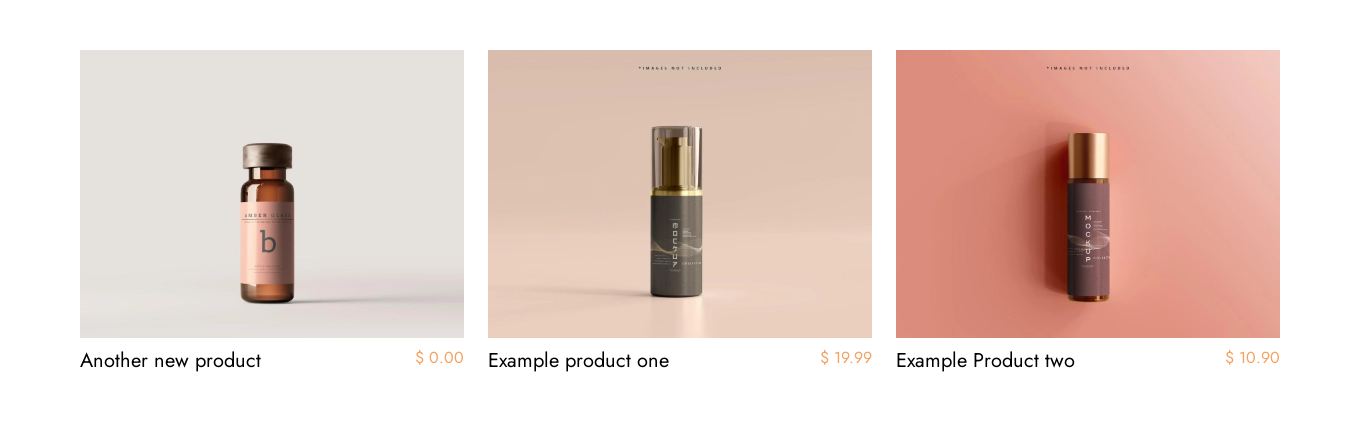 *IMAGES NOT INCLUDED
*IMAGES NOT INCLUDED
AMBER GLASS
b
MOCKUP
MOCKUP
Another new product
$ 0.00
Example product one
$ 19.99
Example Product two
$ 10.90